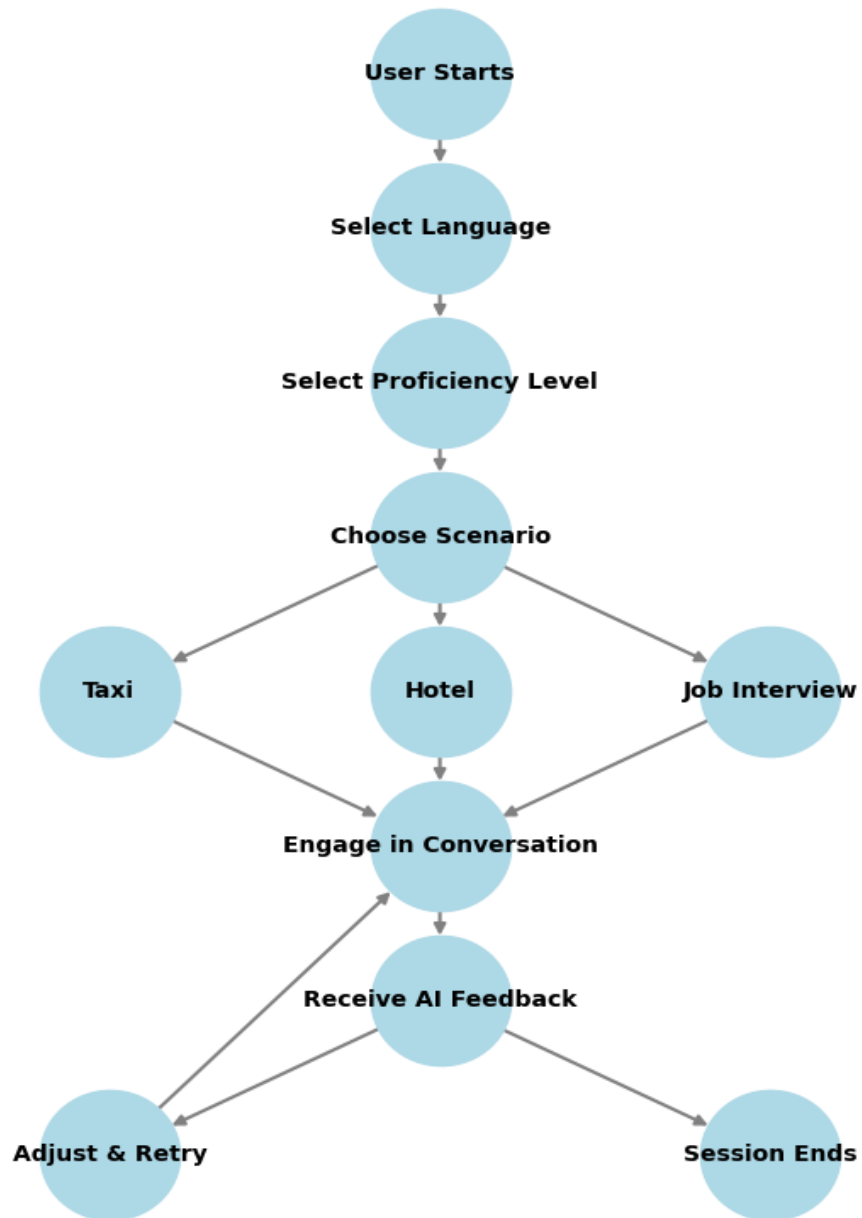 User Starts
Select Language
Select Proficiency Level
Choose Scenario
Taxi
Hotel
Job Interview
Engage in Conversation
Receive AI Feedback
Adjust & Retry
Session Ends